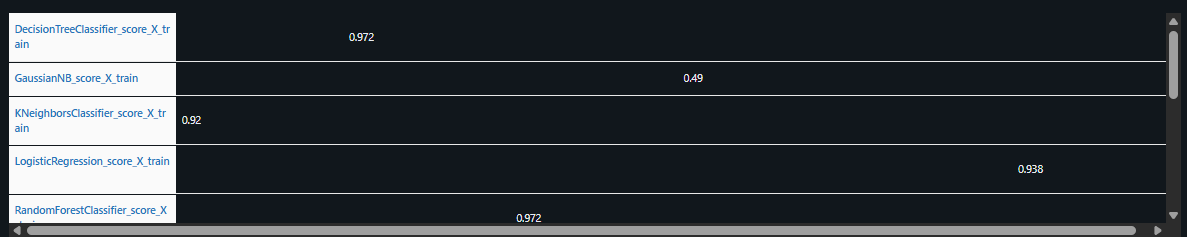 DecisionTreeClassifier_score_X_tr
ain
0.972
GaussianNB_score_X_train
0.49
KNeighborsClassifier_score_X_tr
ain
0.92
LogisticRegression_score_X_train
0.938
RandomForestClassifier_score_X
0.972